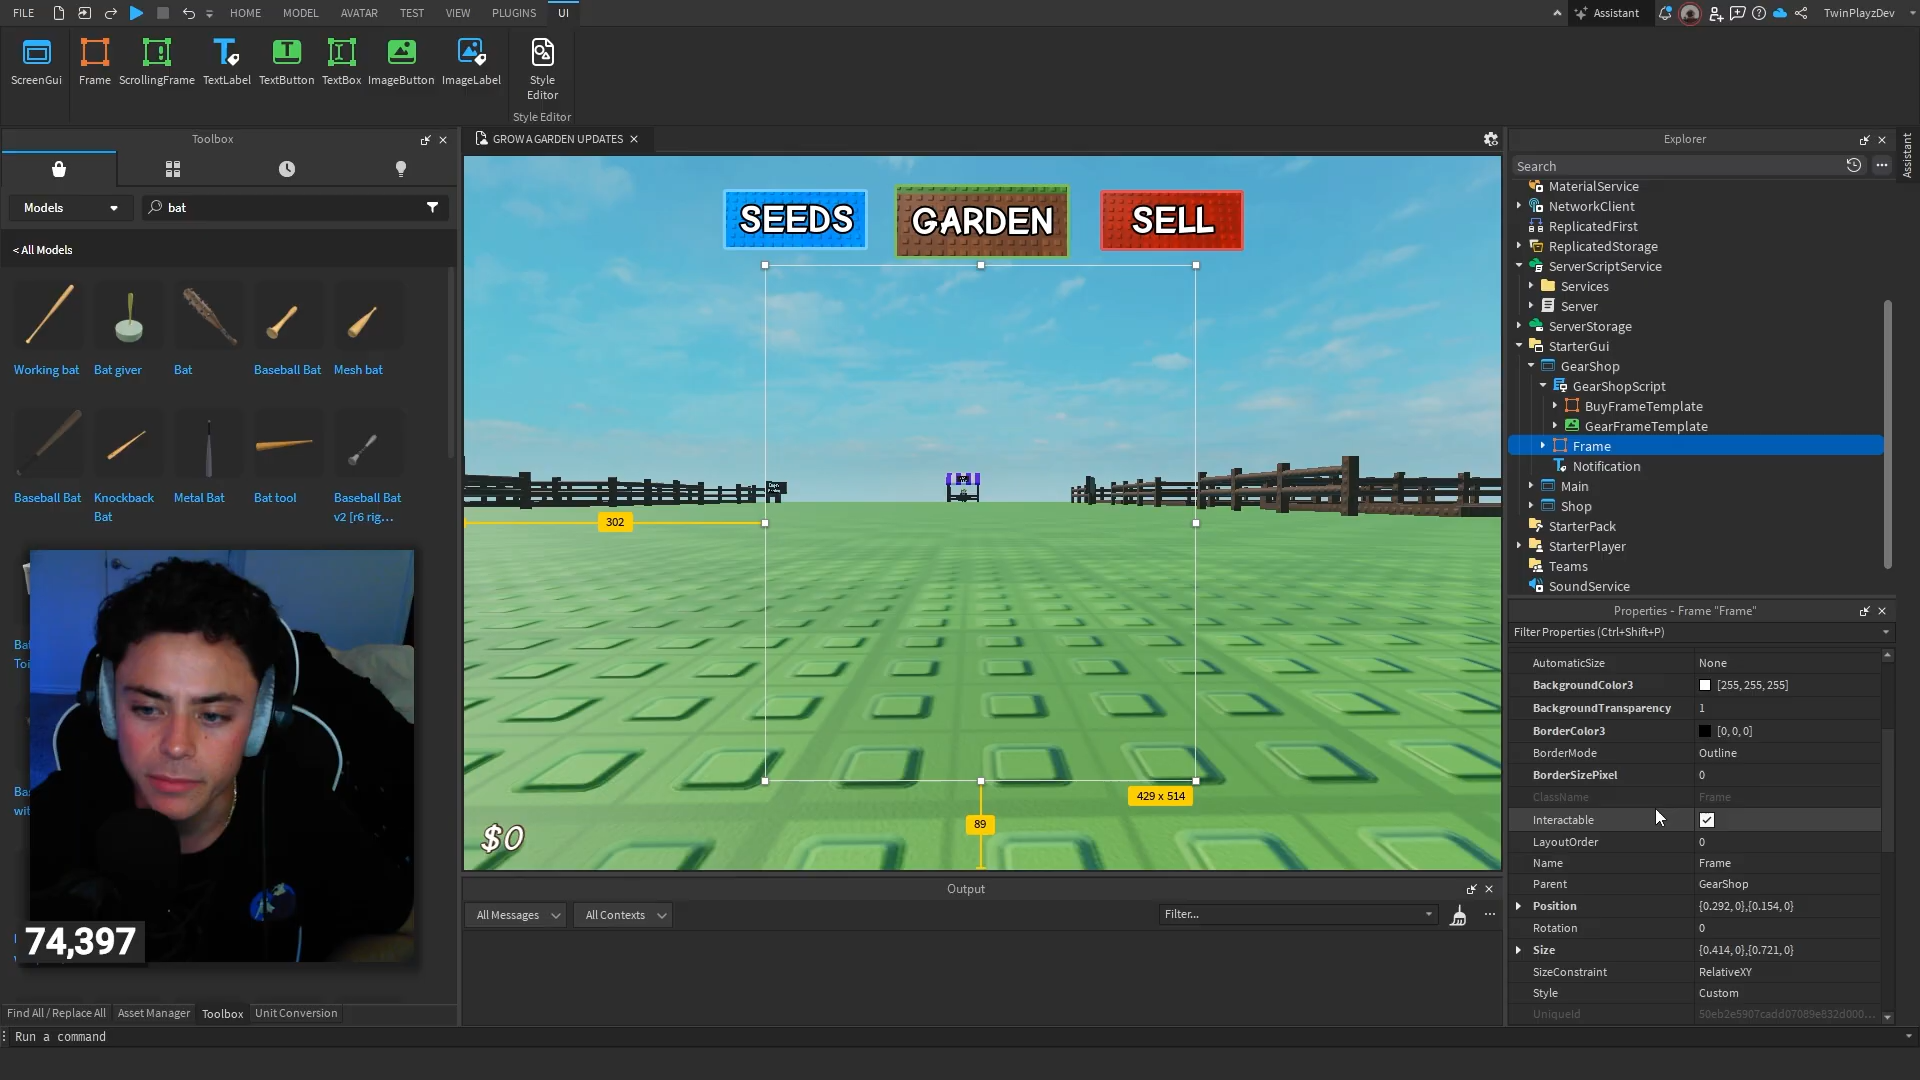 FILE
HOME
MODEL
AVATAR
TEST
VIEW
PLUGINS
UI
Assistant
TwinPlayzDev
ScreenGui
Frame
ScrollingFrame
TextLabel
TextButton
TextBox
ImageButton
ImageLabel
Style
Editor
Style Editor
Toolbox
Models
bat
< All Models
Working bat
Bat giver
Bat
Baseball Bat
Mesh bat
Baseball Bat
Knockback
Bat
Metal Bat
Bat tool
Baseball Bat
v2 [r6 rig...
74,397
Find All / Replace All
Asset Manager
Toolbox
Unit Conversion
Run a command
GROW A GARDEN UPDATES
SEEDS
GARDEN
SELL
302
429 x 514
89
$0
Output
All Messages
All Contexts
Filter...
Explorer
Assistant
Search
MaterialService
NetworkClient
ReplicatedFirst
ReplicatedStorage
ServerScriptService
Services
Server
ServerStorage
StarterGui
GearShop
GearShopScript
BuyFrameTemplate
GearFrameTemplate
Frame
Notification
Main
Shop
StarterPack
StarterPlayer
Teams
SoundService
Properties - Frame "Frame"
Filter Properties (Ctrl+Shift+P)
AutomaticSize None
BackgroundColor3 [255, 255, 255]
BackgroundTransparency 1
BorderColor3 [0, 0, 0]
BorderMode Outline
BorderSizePixel 0
ClassName Frame
Interactable
LayoutOrder 0
Name Frame
Parent GearShop
Position {0.292, 0},{0.154, 0}
Rotation 0
Size {0.414, 0},{0.721, 0}
SizeConstraint RelativeXY
Style Custom
UniqueId